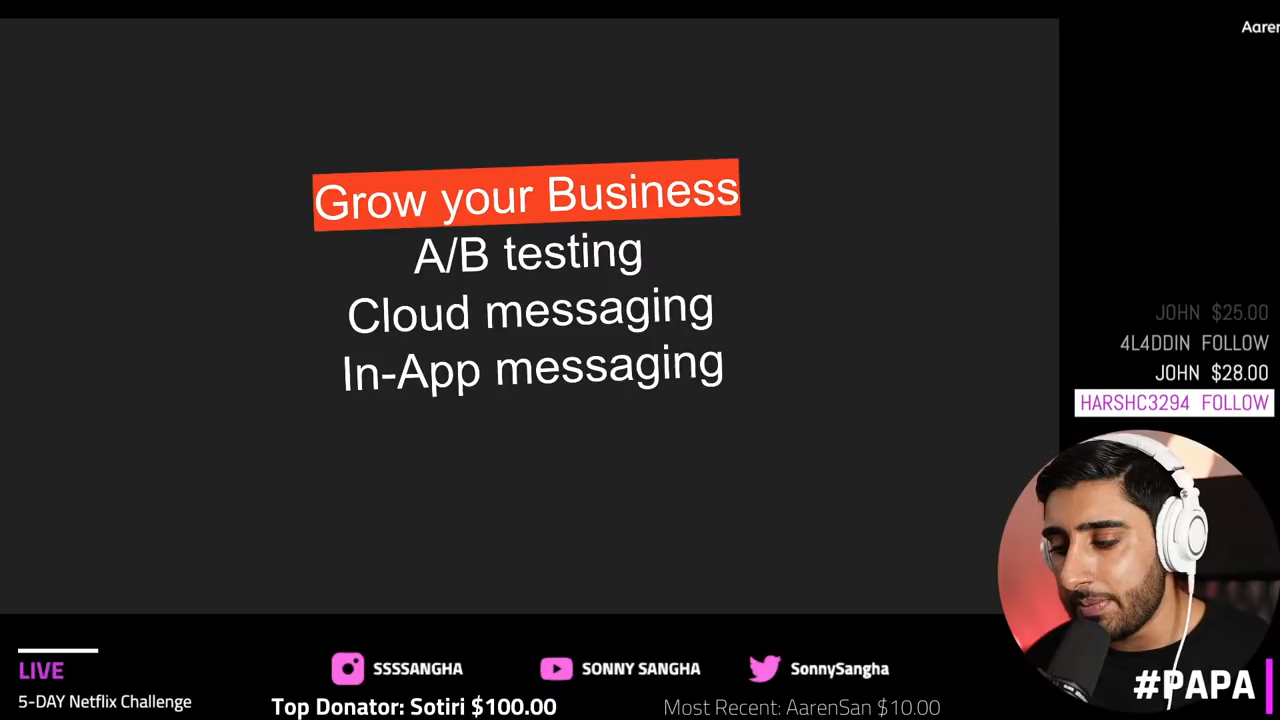 Aaren
Grow your Business
A/B testing
Cloud messaging
In-App messaging
JOHN $25.00
4L4DDIN FOLLOW
JOHN $28.00
HARSHC3294 FOLLOW
LIVE
5-DAY Netflix Challenge
SSSSANGHA
SONNY SANGHA
SonnySangha
Top Donator: Sotiri $100.00
Most Recent: AarenSan $10.00
#PAPA